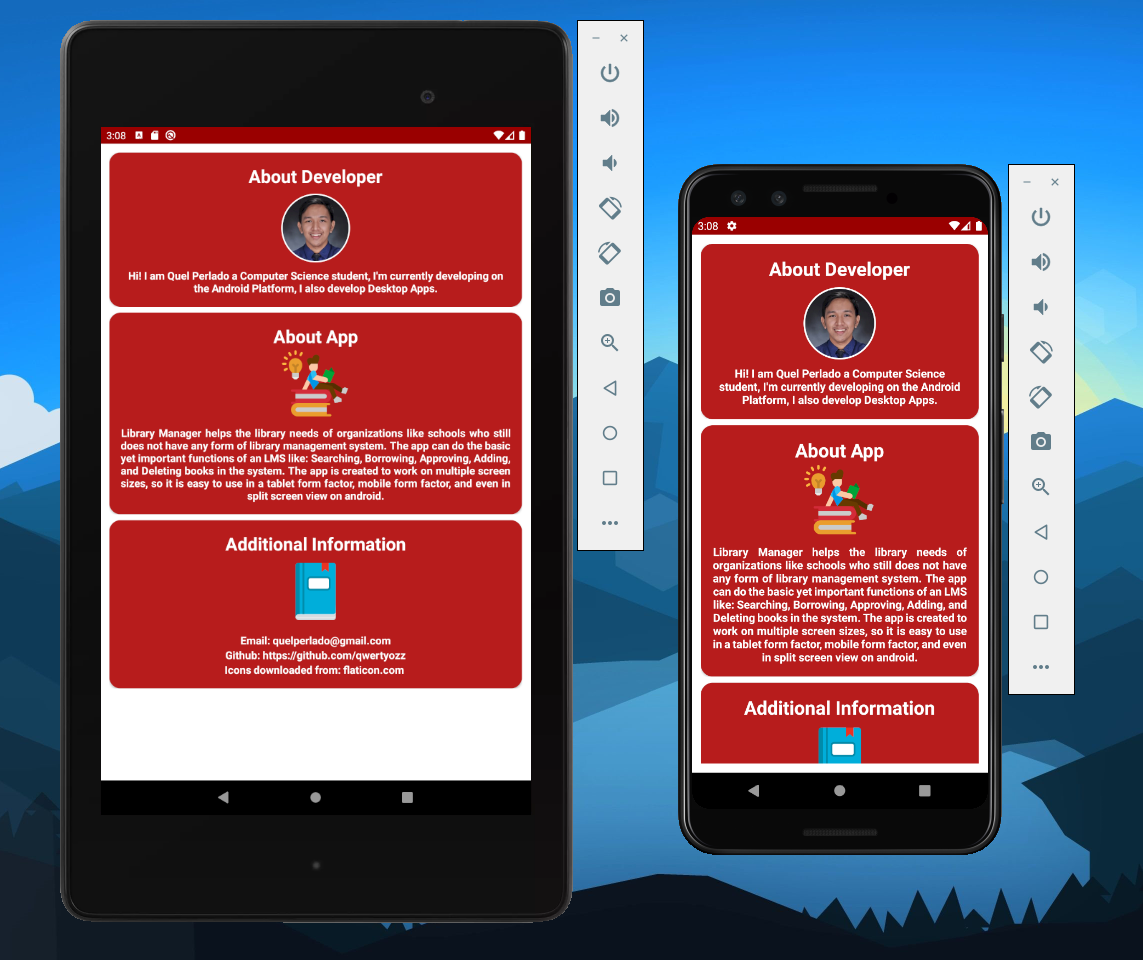 3:08
About Developer
Hi! I am Quel Perlado a Computer Science student, I'm currently developing on
the Android Platform, I also develop Desktop Apps.
About App
Library Manager helps the library needs of organizations like schools who still
does not have any form of library management system. The app can do the basic
yet important functions of an LMS like: Searching, Borrowing, Approving, Adding,
and Deleting books in the system. The app is created to work on multiple screen
sizes, so it is easy to use in a tablet form factor, mobile form factor, and even in
split screen view on android.
Additional Information
Email: quelperlado@gmail.com
Github: https://github.com/qwertyozz
Icons downloaded from: flaticon.com
3:08
About Developer
Hi! I am Quel Perlado a Computer Science
student, I'm currently developing on the Android
Platform, I also develop Desktop Apps.
About App
Library Manager helps the library needs of
organizations like schools who still does not have
any form of library management system. The app
can do the basic yet important functions of an LMS
like: Searching, Borrowing, Approving, Adding, and
Deleting books in the system. The app is created to
work on multiple screen sizes, so it is easy to use
in a tablet form factor, mobile form factor, and even
in split screen view on android.
Additional Information